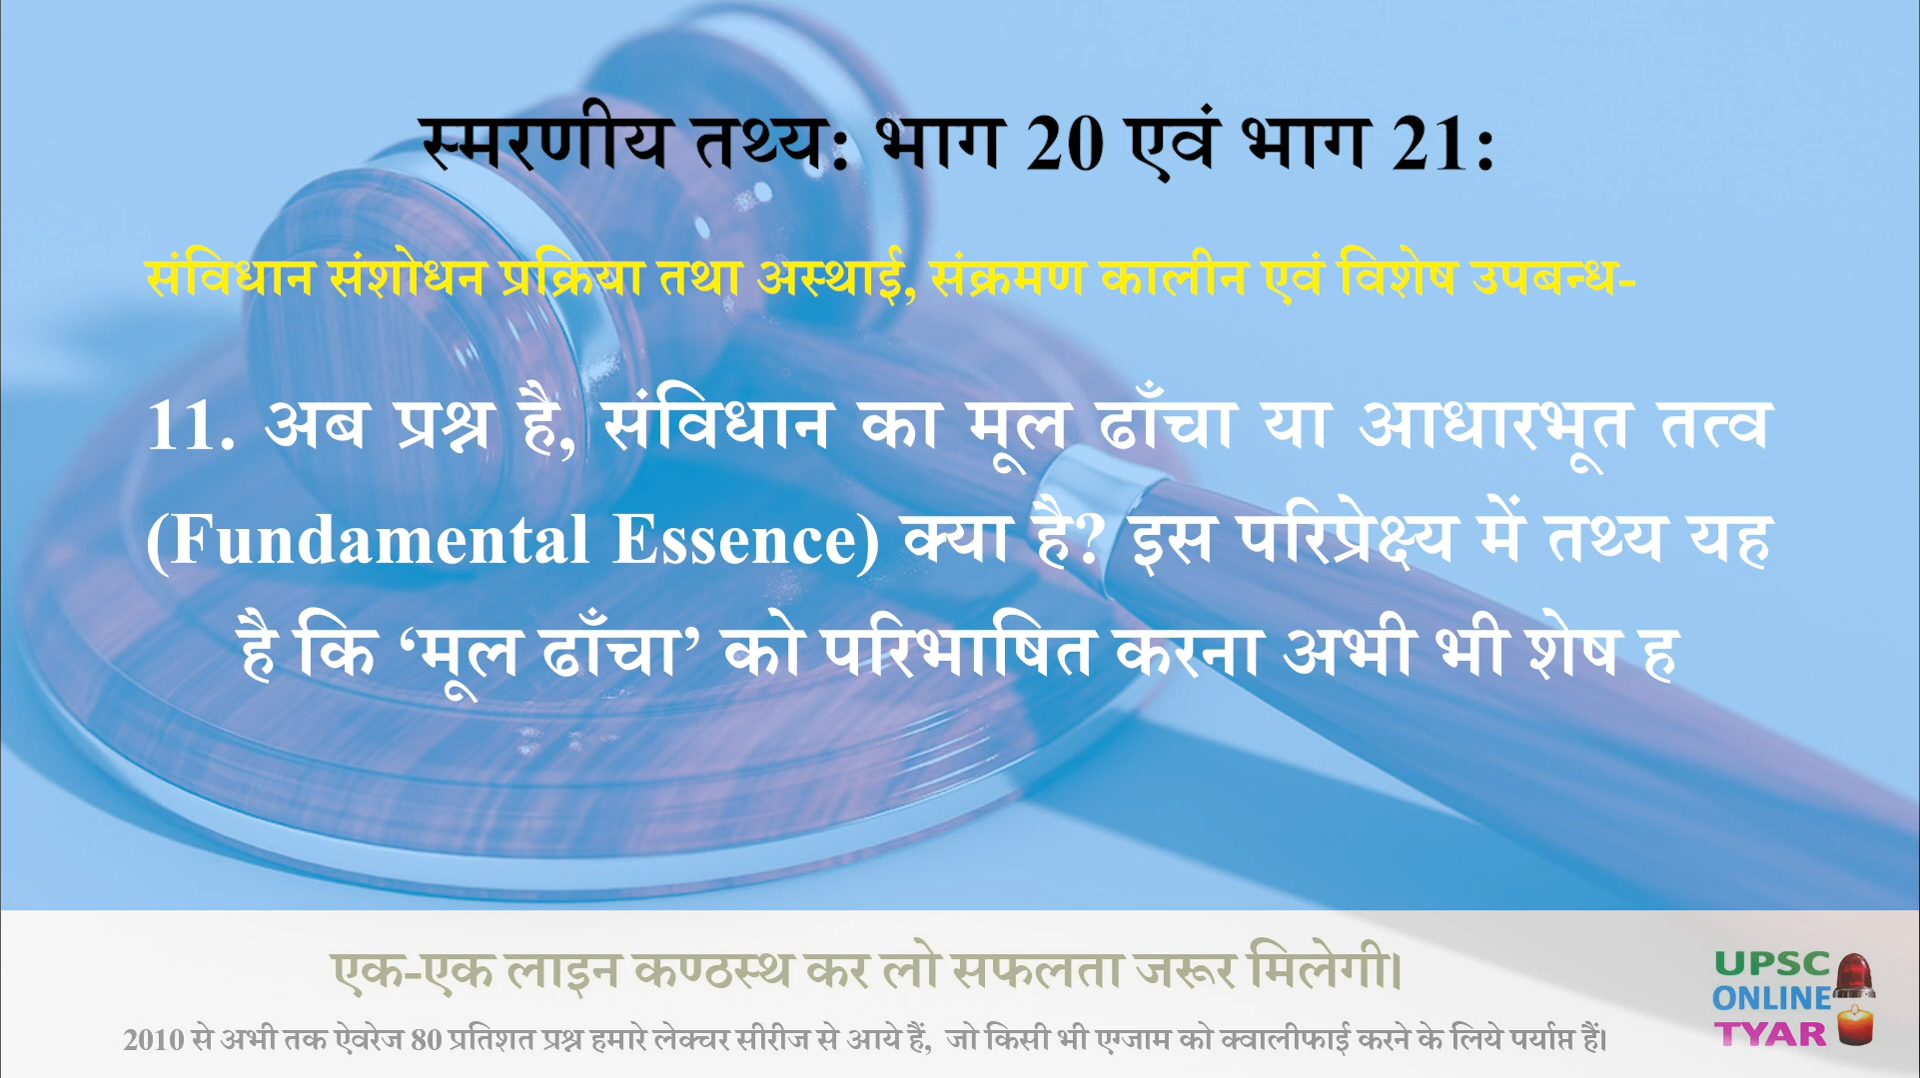 स्मरणीय तथ्य: भाग 20 एवं भाग 21:
संविधान संशोधन प्रक्रिया तथा अस्थाई, संक्रमण कालीन एवं विशेष उपबन्ध-
11. अब प्रश्न है, संविधान का मूल ढाँचा या आधारभूत तत्व
(Fundamental Essence) क्या है? इस परिप्रेक्ष्य में तथ्य यह
है कि ‘मूल ढाँचा’ को परिभाषित करना अभी भी शेष ह
एक-एक लाइन कण्ठस्थ कर लो सफलता जरूर मिलेगी।
2010 से अभी तक ऐवरेज 80 प्रतिशत प्रश्न हमारे लेक्चर सीरीज से आये हैं, जो किसी भी एग्जाम को क्वालीफाई करने के लिये पर्याप्त हैं।
UPSC
ONLINE
TYAR